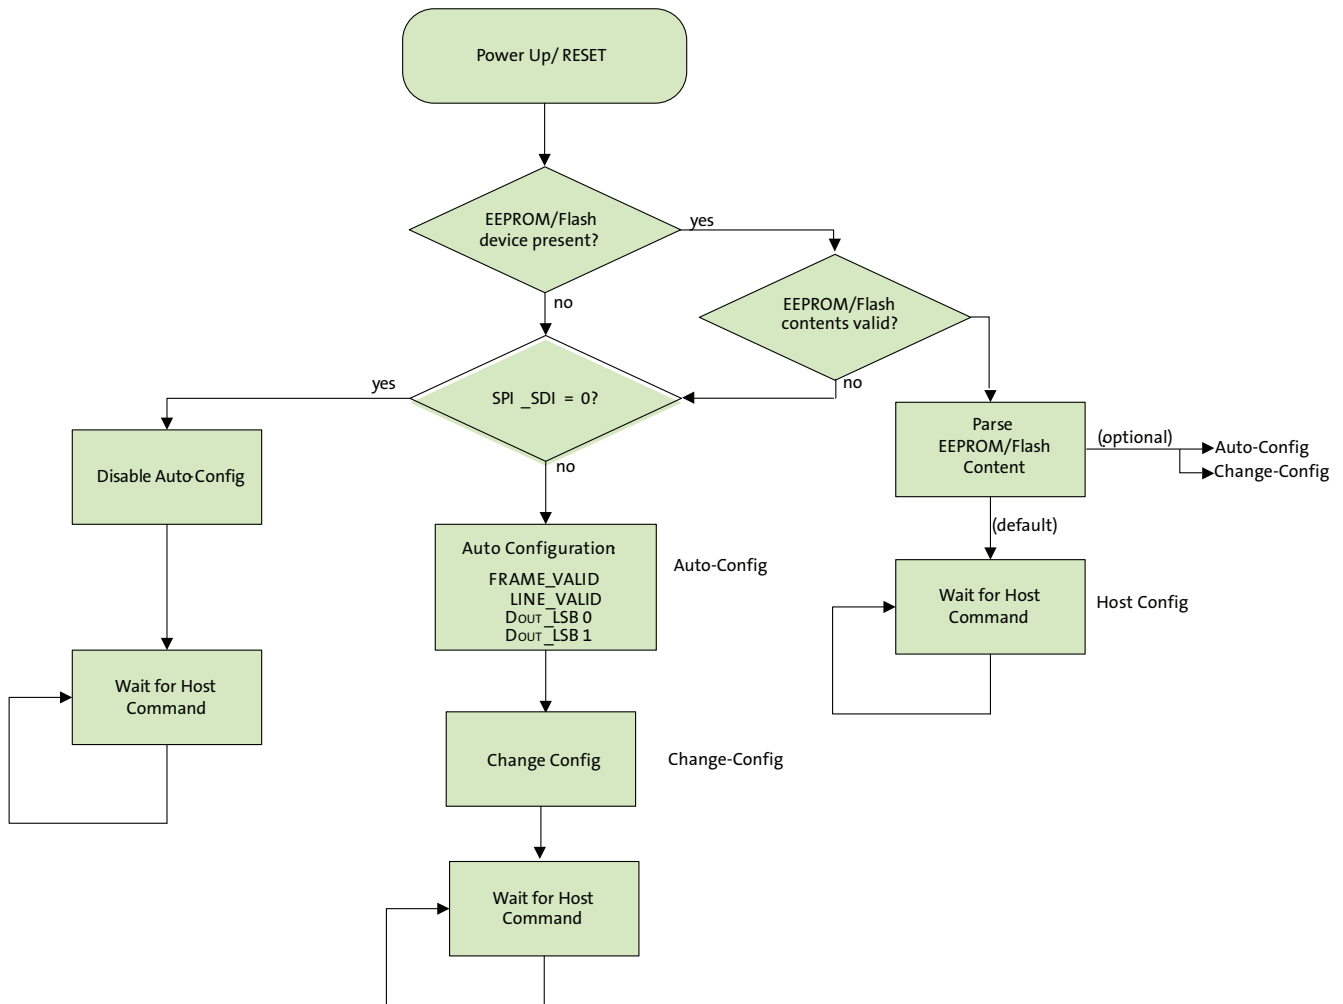 Power Up/ RESET
EEPROM/Flash
device present?
yes
no
EEPROM/Flash
contents valid?
no
yes
SPI _SDI = 0?
no
Parse
EEPROM/Flash
Content
(optional)
Auto-Config
Change-Config
(default)
Disable Auto-Config
Auto Configuration
FRAME_VALID
LINE_VALID
DOUT_LSB 0
DOUT_LSB 1
Auto-Config
Wait for Host
Command
Host Config
Wait for Host
Command
Change Config
Change-Config
Wait for Host
Command